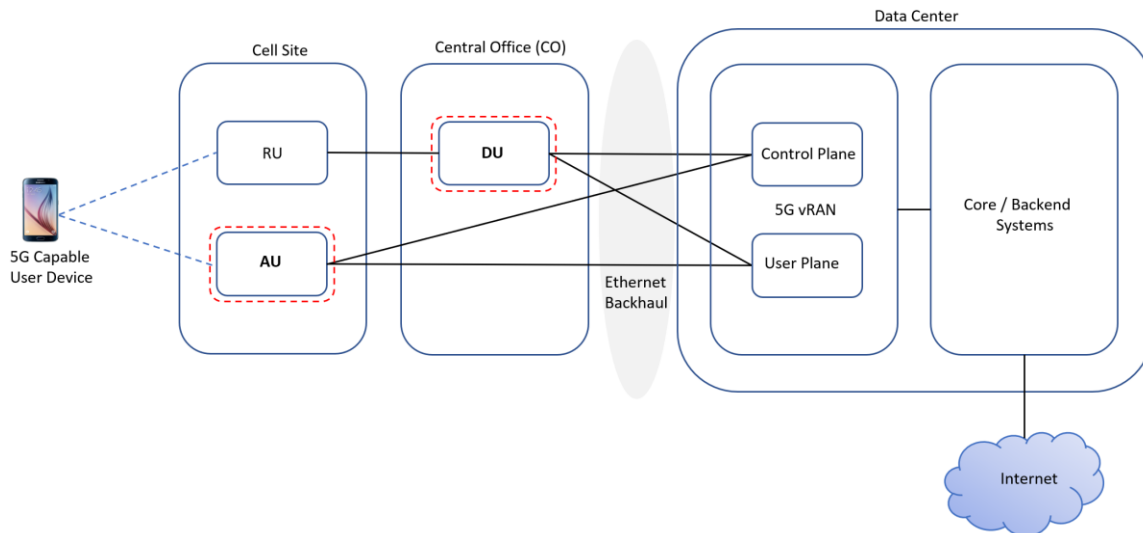 Data Center
Cell Site
Central Office (CO)
RU
DU
Control Plane
5G vRAN
Core / Backend
Systems
5G Capable
User Device
AU
User Plane
Ethernet
Backhaul
Internet